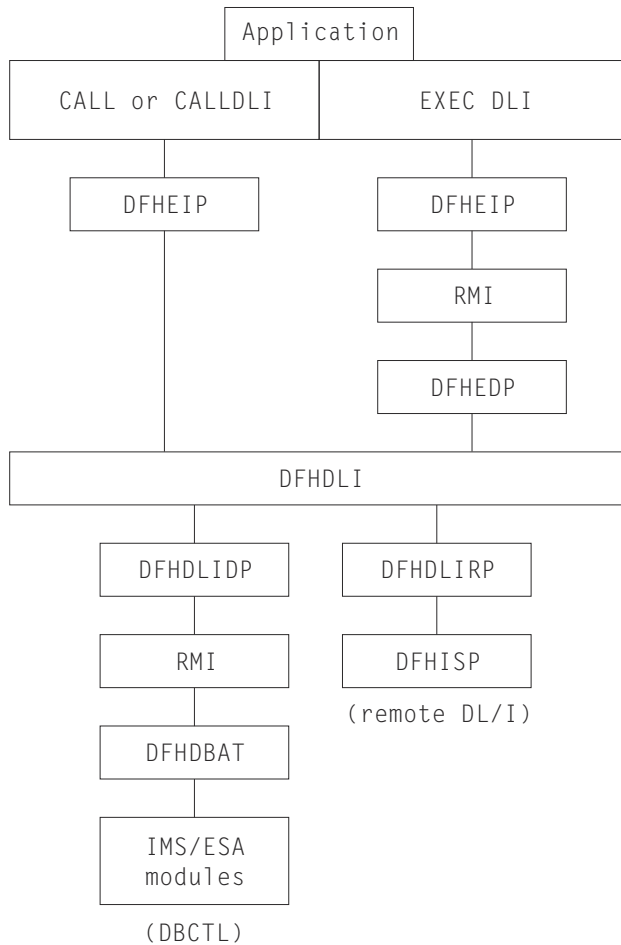 Application
CALL or CALLDLI
EXEC DLI
DFHEIP
DFHEIP
RMI
DFHEDP
DFHDLI
DFHDLIDP
DFHDLIRP
RMI
DFHISP
(remote DL/I)
DFHDBAT
IMS/ESA
modules
(DBCTL)